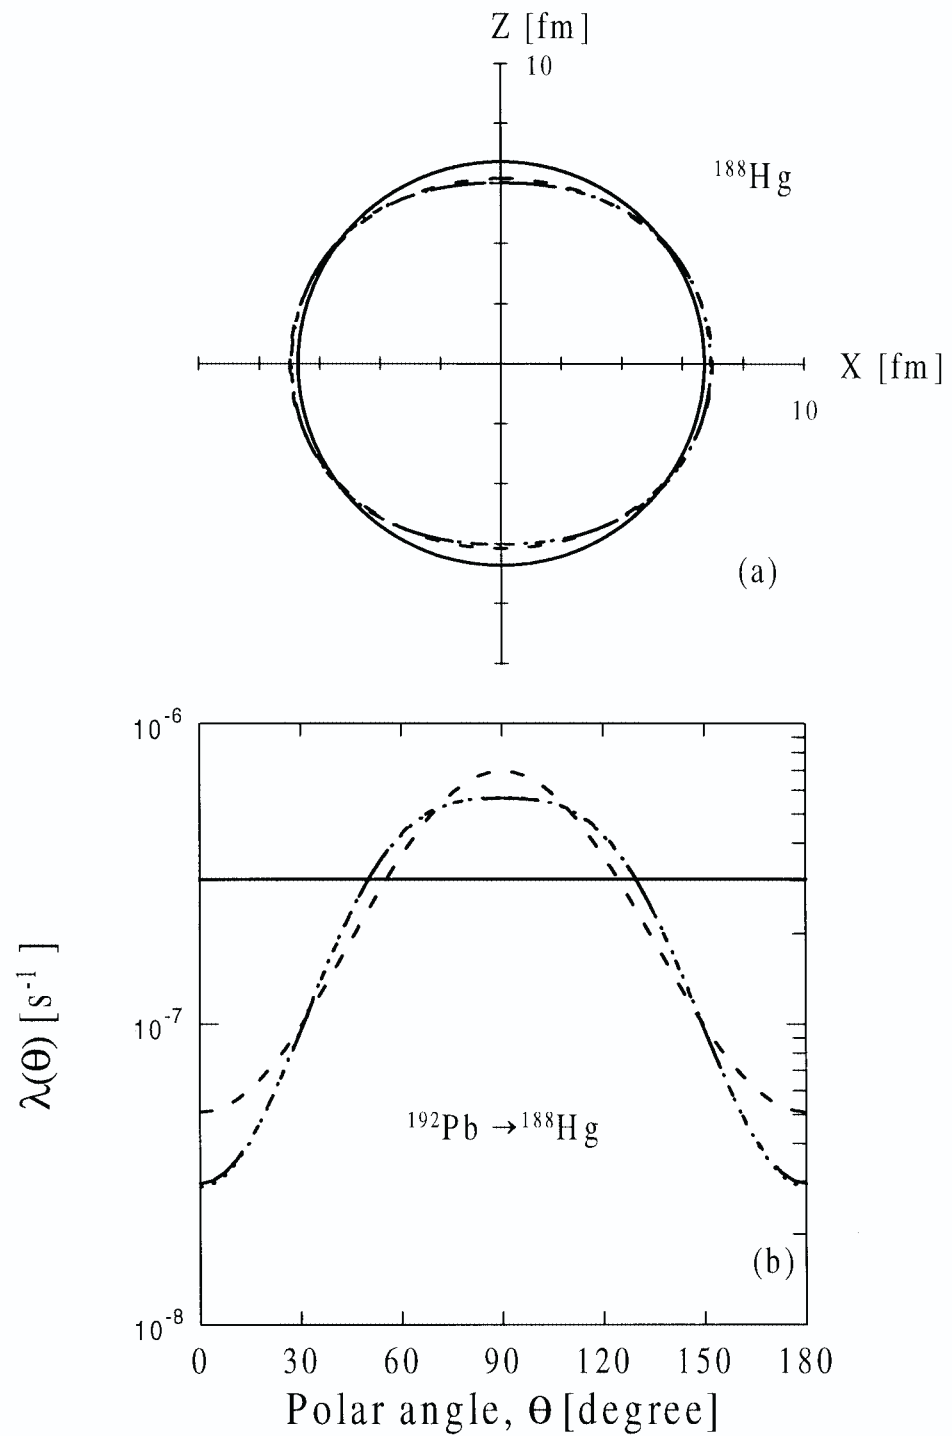 Z [fm]
10
¹⁸⁸Hg
X [fm]
10
(a)
10⁻⁶
λ(θ) [s⁻¹]
10⁻⁷
¹⁹²Pb →¹⁸⁸Hg
(b)
10⁻⁸
0 30 60 90 120 150 180
Polar angle, Θ [degree]